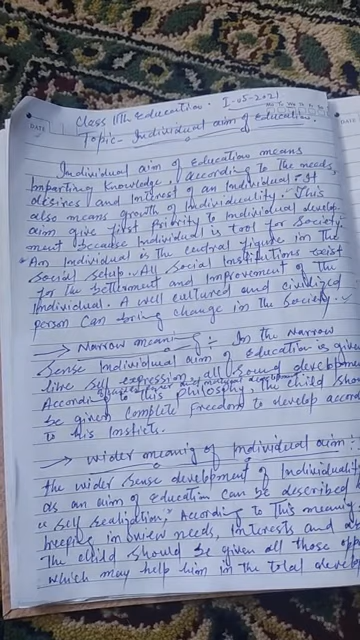 Class 11th education. 1-05-2021
Topic- Individual aim of Education.
DATE
Individual aim of Education means
Imparting knowledge, according to the needs,
desires and interest of an Individual. It
also means growth of Individuality. This
aim give first Priority to Individual develop-
ment because Individual is tool for Society.
* An Individual is the central figure in the
Social Setup. All Social Institutions exist
for the betterment and Improvement of the
Individual. A well cultured and civilized
person can bring change in the Society.
→ Narrow meaning :- In the Narrow
Sense Individual aim of Education is given
like self expression, all Sound development
According to this Philosophy, the child Shou
be given complete freedom to develop accord
to his Instincts.
→ wider meaning of Individual aim:
the wider Sense development of Individualit
as an aim of Education can be described
"Self Realization," According to this meaning
keeping in view needs, interests and
The child Should be given all those oppo
which may help him in the total develop